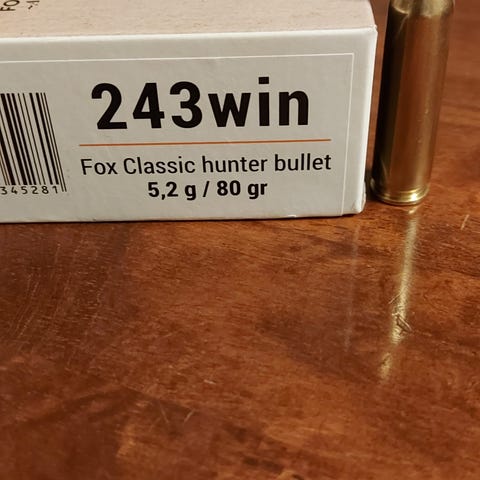 243win
Fox Classic hunter bullet
5,2 g / 80 gr
345281